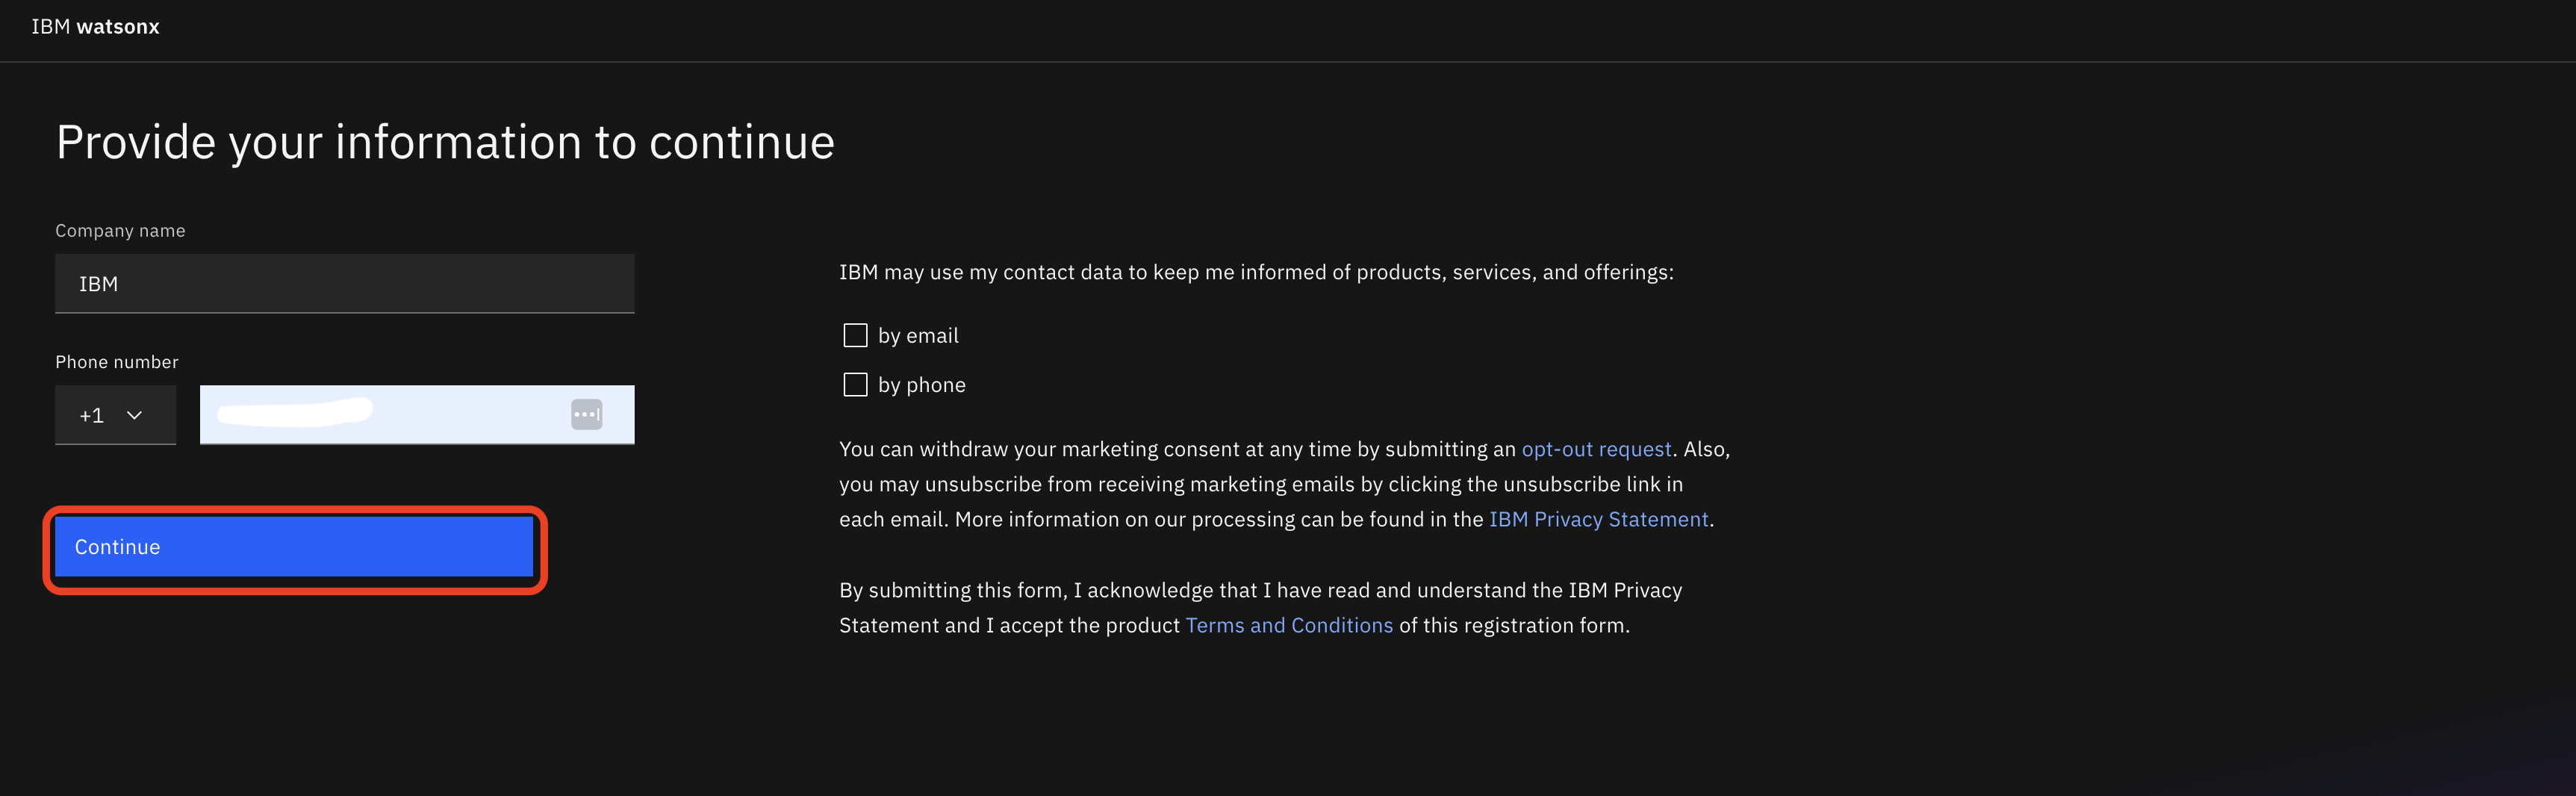 IBM watsonx
Provide your information to continue
Company name
IBM
Phone number
+1
Continue
IBM may use my contact data to keep me informed of products, services, and offerings:
by email
by phone
You can withdraw your marketing consent at any time by submitting an opt-out request. Also,
you may unsubscribe from receiving marketing emails by clicking the unsubscribe link in
each email. More information on our processing can be found in the IBM Privacy Statement.
By submitting this form, I acknowledge that I have read and understand the IBM Privacy
Statement and I accept the product Terms and Conditions of this registration form.